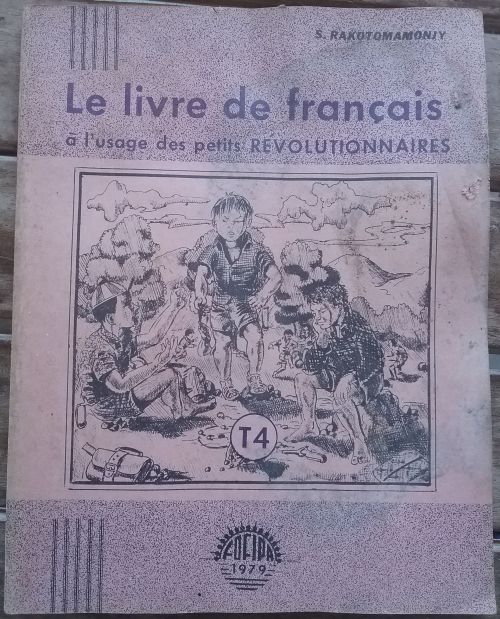 S. RAKOTOMAMONJY
Le livre de français
à l'usage des petits RÉVOLUTIONNAIRES
T4
1979